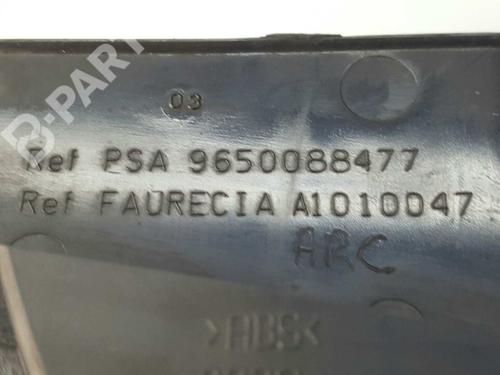 B-PART
03
Ref PSA 9650088477
Ref FAURECIA A1010047
ARC
>ABS<